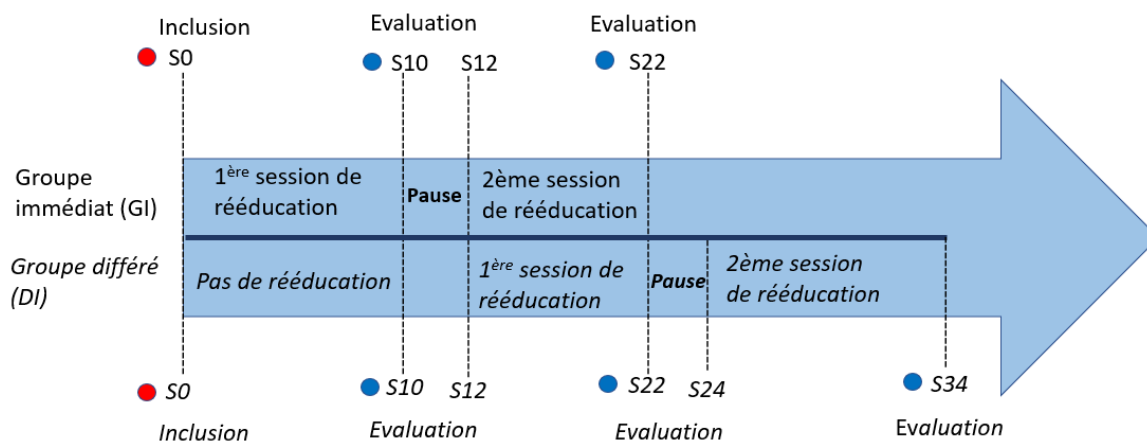 Inclusion
Evaluation
Evaluation
S0
S10
S12
S22
Groupe
immédiat (GI)
1ère session de
rééducation
Pause
2ème session
de rééducation
Groupe différé
(DI)
Pas de rééducation
1ère session de
rééducation
Pause
2ème session
de rééducation
S0
S10
S12
S22
S24
S34
Inclusion
Evaluation
Evaluation
Evaluation